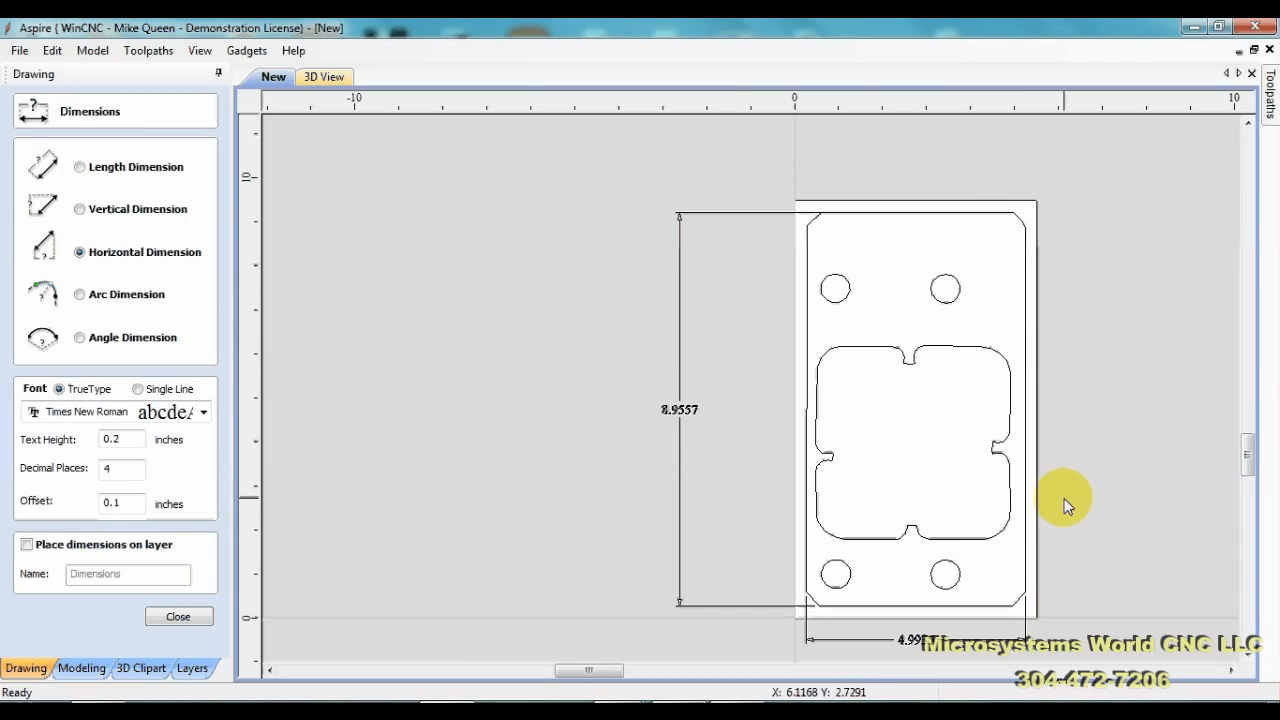 Aspire ( WinCNC - Mike Queen - Demonstration License) - [New]
File Edit Model Toolpaths View Gadgets Help
Drawing
New 3D View
Toolpaths
-10 0 10
Dimensions
Length Dimension
Vertical Dimension
Horizontal Dimension
Arc Dimension
Angle Dimension
10
0
Font TrueType Single Line
Times New Roman abcde
Text Height: 0.2 inches
Decimal Places: 4
Offset: 0.1 inches
Place dimensions on layer
Name: Dimensions
Close
8.9557
Microsystems World CNC LLC
304-472-7206
Drawing Modeling 3D Clipart Layers
Ready X: 6.1168 Y: 2.7291